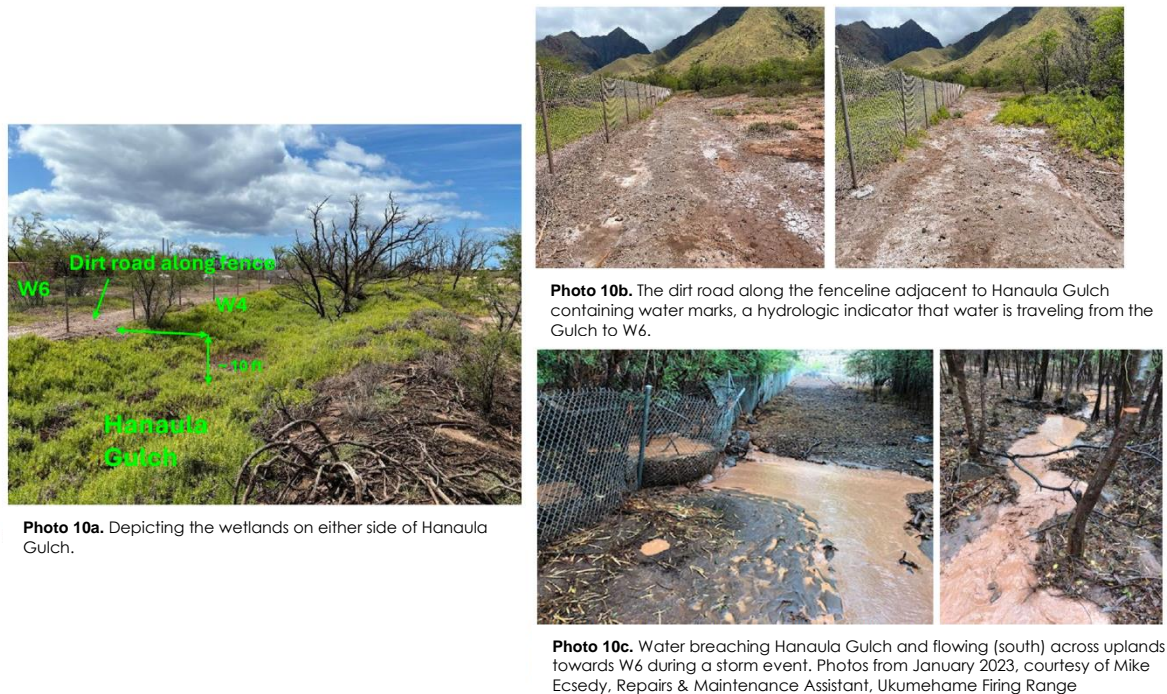 Dirt road along fence
W6
W4
~ 10 ft
Hanaula
Gulch
Photo 10a. Depicting the wetlands on either side of Hanaula
Gulch.
Photo 10b. The dirt road along the fenceline adjacent to Hanaula Gulch
containing water marks, a hydrologic indicator that water is traveling from the
Gulch to W6.
Photo 10c. Water breaching Hanaula Gulch and flowing (south) across uplands
towards W6 during a storm event. Photos from January 2023, courtesy of Mike
Ecsedy, Repairs & Maintenance Assistant, Ukumehame Firing Range